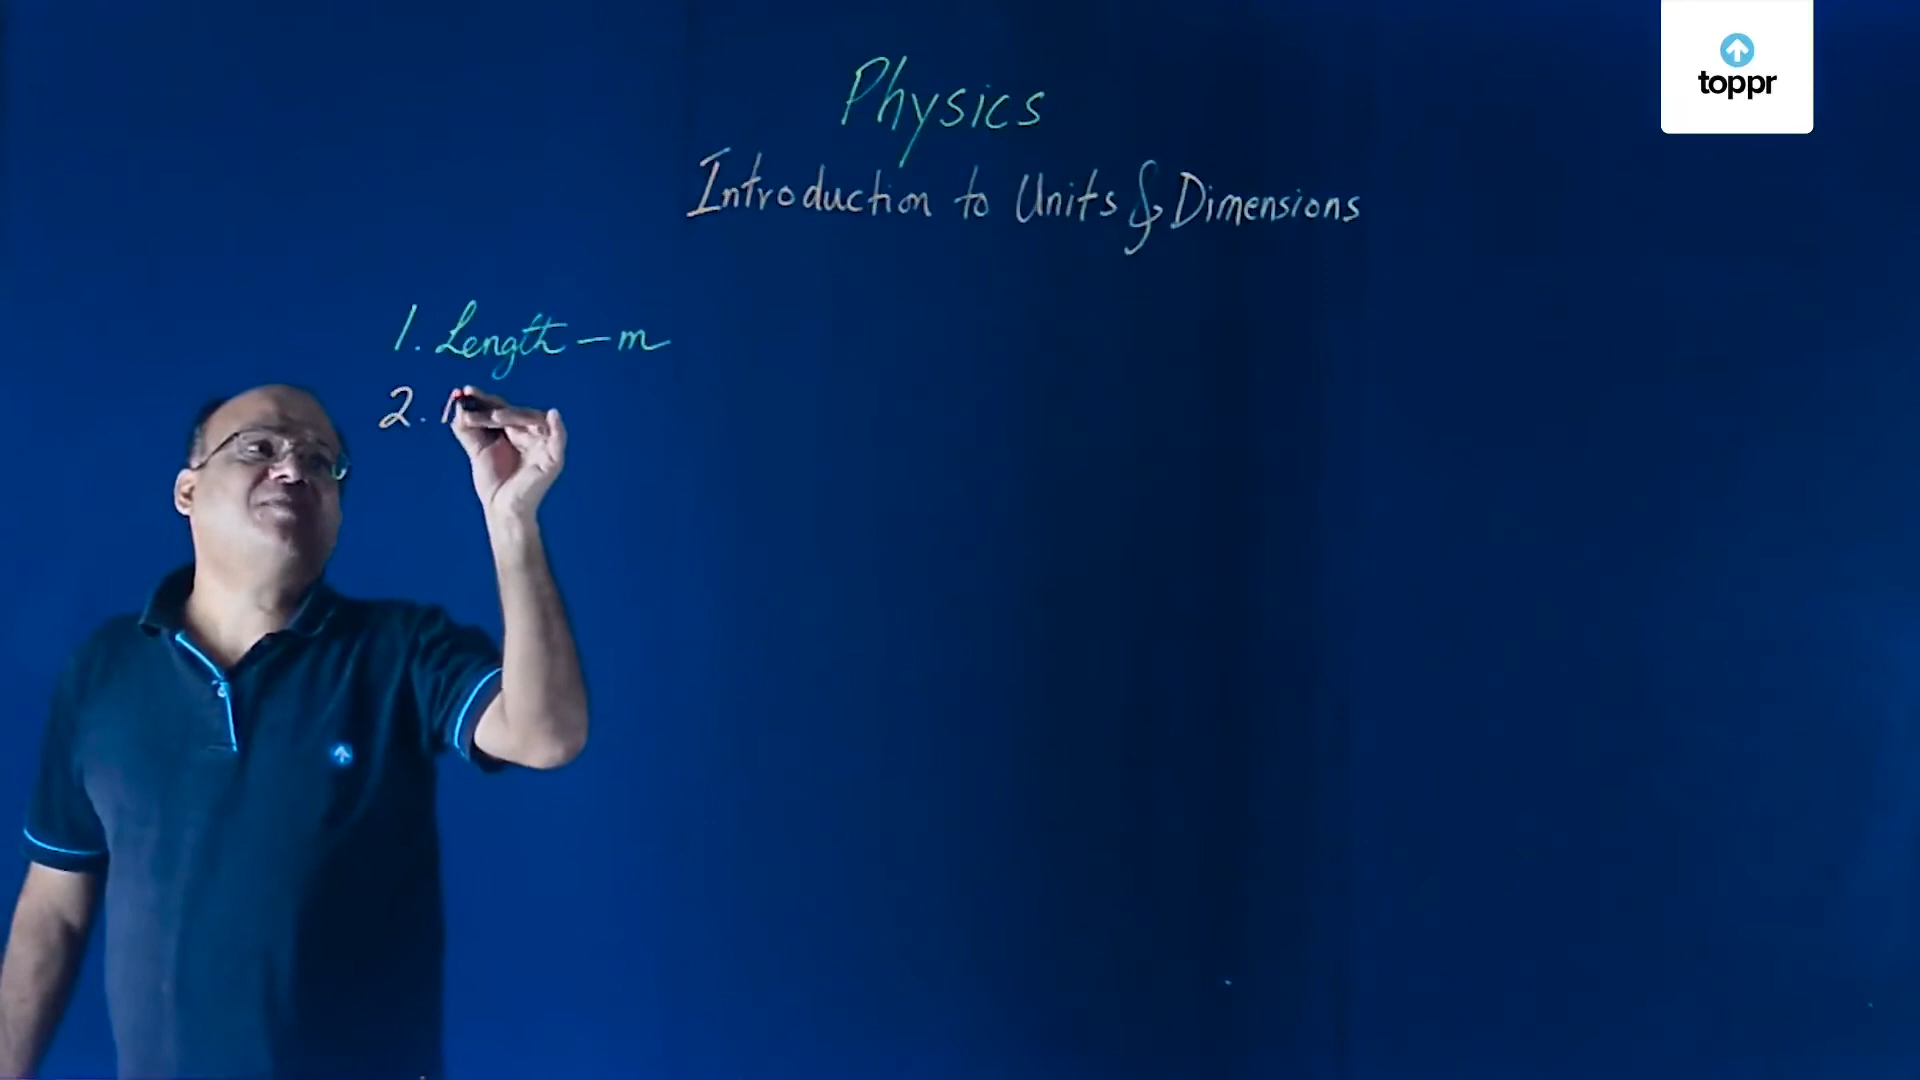 toppr
Physics
Introduction to Units & Dimensions
1. Length – m
2.